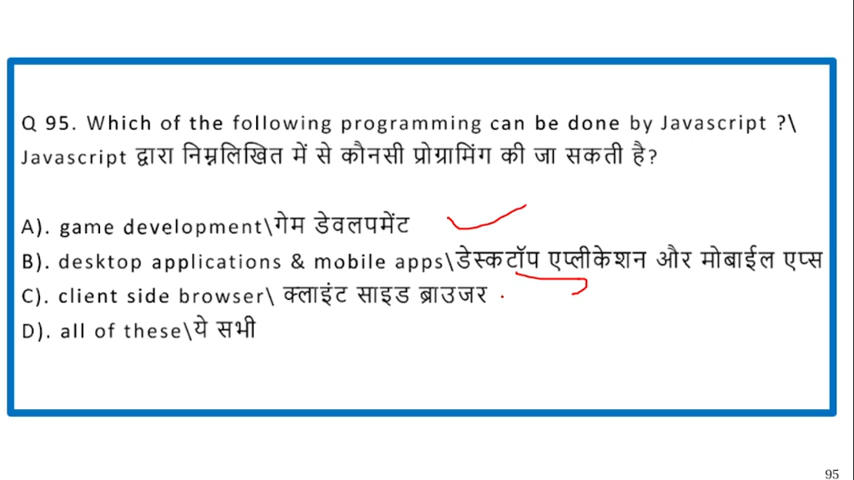 Q 95. Which of the following programming can be done by Javascript ?\
Javascript द्वारा निम्नलिखित में से कौनसी प्रोग्रामिंग की जा सकती है?
A). game development\गेम डेवलपमेंट
B). desktop applications & mobile apps\डेस्कटॉप एप्लीकेशन और मोबाईल एप्स
C). client side browser\ क्लाइंट साइड ब्राउजर
D). all of these\ये सभी
95